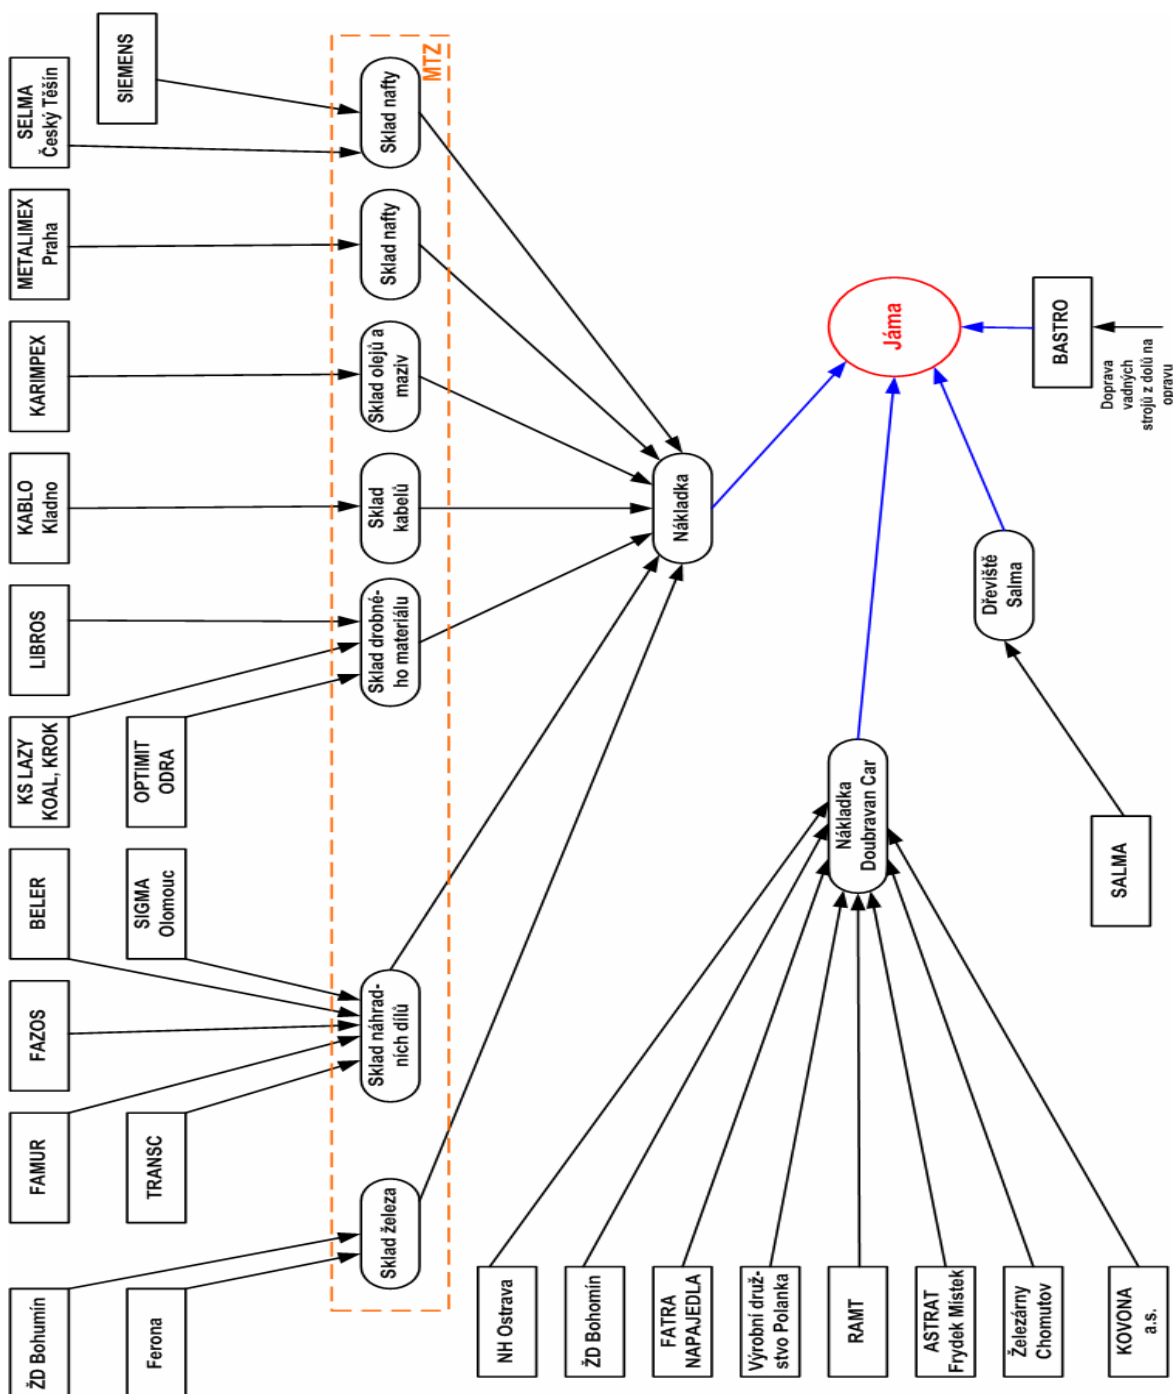 ŽD Bohumín
Ferona
FAMUR
TRANSC
FAZOS
BELER
SIGMA
Olomouc
KS LAZY
KOAL, KROK
OPTIMIT
ODRA
LIBROS
KABLO
Kladno
KARIMPEX
METALIMEX
Praha
SELMA
Český Těšín
SIEMENS
Sklad železa
Sklad náhrad-
ních dílů
Sklad drobné-
ho materiálu
Sklad
kabelů
Sklad olejů a
maziv
Sklad nafty
Sklad nafty
MTZ
Nákladka
NH Ostrava
ŽD Bohomín
FATRA
NAPAJEDLA
Výrobní druž-
stvo Polanka
RAMT
ASTRAT
Frydek Místek
Železárny
Chomutov
KOVONA
a.s.
Nákladka
Doubravan Car
Jáma
Dřeviště
Salma
SALMA
BASTRO
Doprava
vadných
strojů z dolů na
opravu